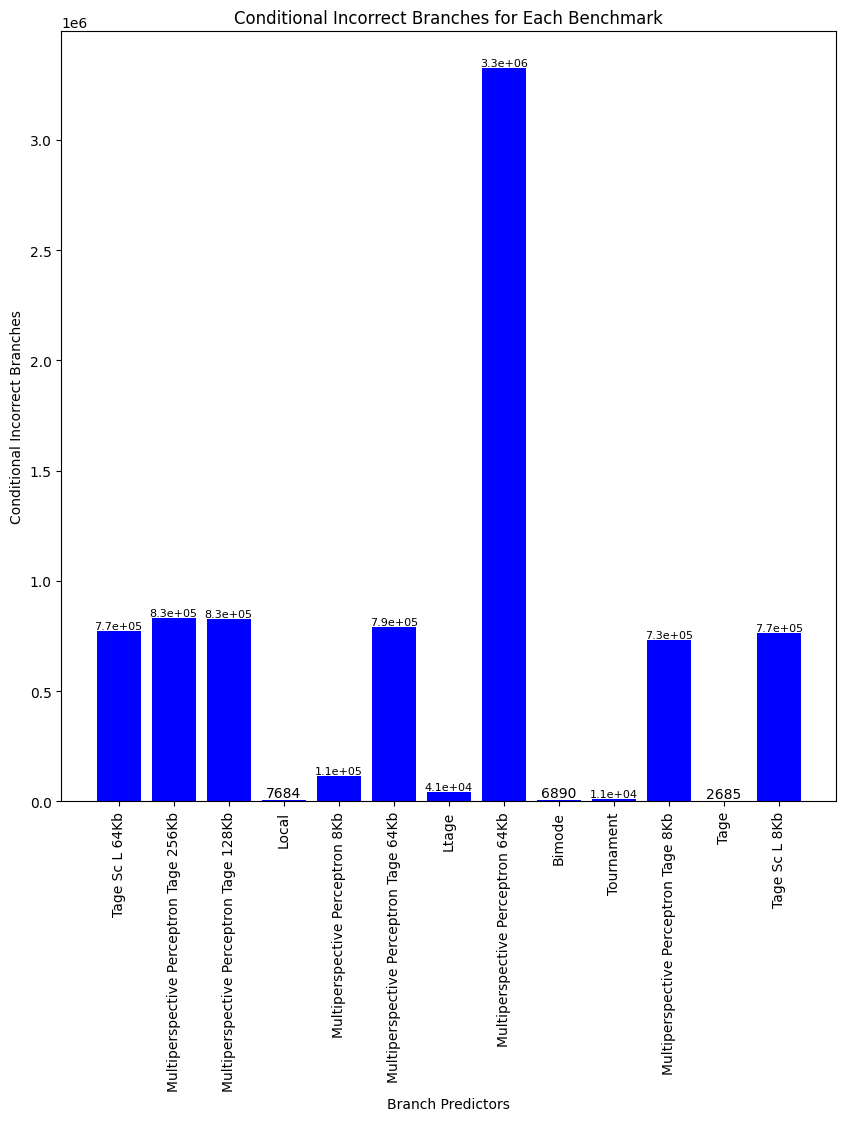 Conditional Incorrect Branches for Each Benchmark
1e6
Conditional Incorrect Branches
3.0
2.5
2.0
1.5
1.0
0.5
0.0
7.7e+05
8.3e+05
8.3e+05
7684
1.1e+05
7.9e+05
4.1e+04
3.3e+06
6890
1.1e+04
7.3e+05
2685
7.7e+05
Tage Sc L 64Kb
Multiperspective Perceptron Tage 256Kb
Multiperspective Perceptron Tage 128Kb
Local
Multiperspective Perceptron 8Kb
Multiperspective Perceptron Tage 64Kb
Ltage
Multiperspective Perceptron 64Kb
Bimode
Tournament
Multiperspective Perceptron Tage 8Kb
Tage
Tage Sc L 8Kb
Branch Predictors